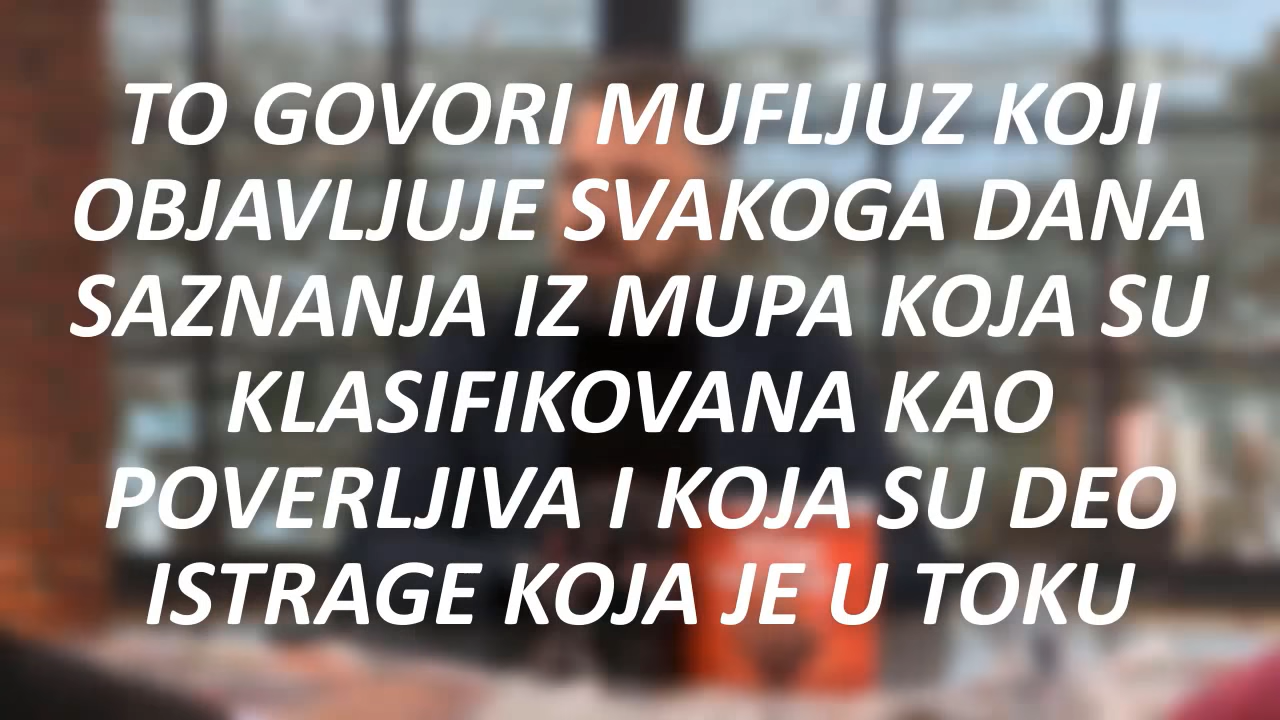 TO GOVORI MUFLJUZ KOJI
OBJAVLJUJE SVAKOGA DANA
SAZNANJA IZ MUPA KOJA SU
KLASIFIKOVANA KAO
POVERLJIVA I KOJA SU DEO
ISTRAGE KOJA JE U TOKU